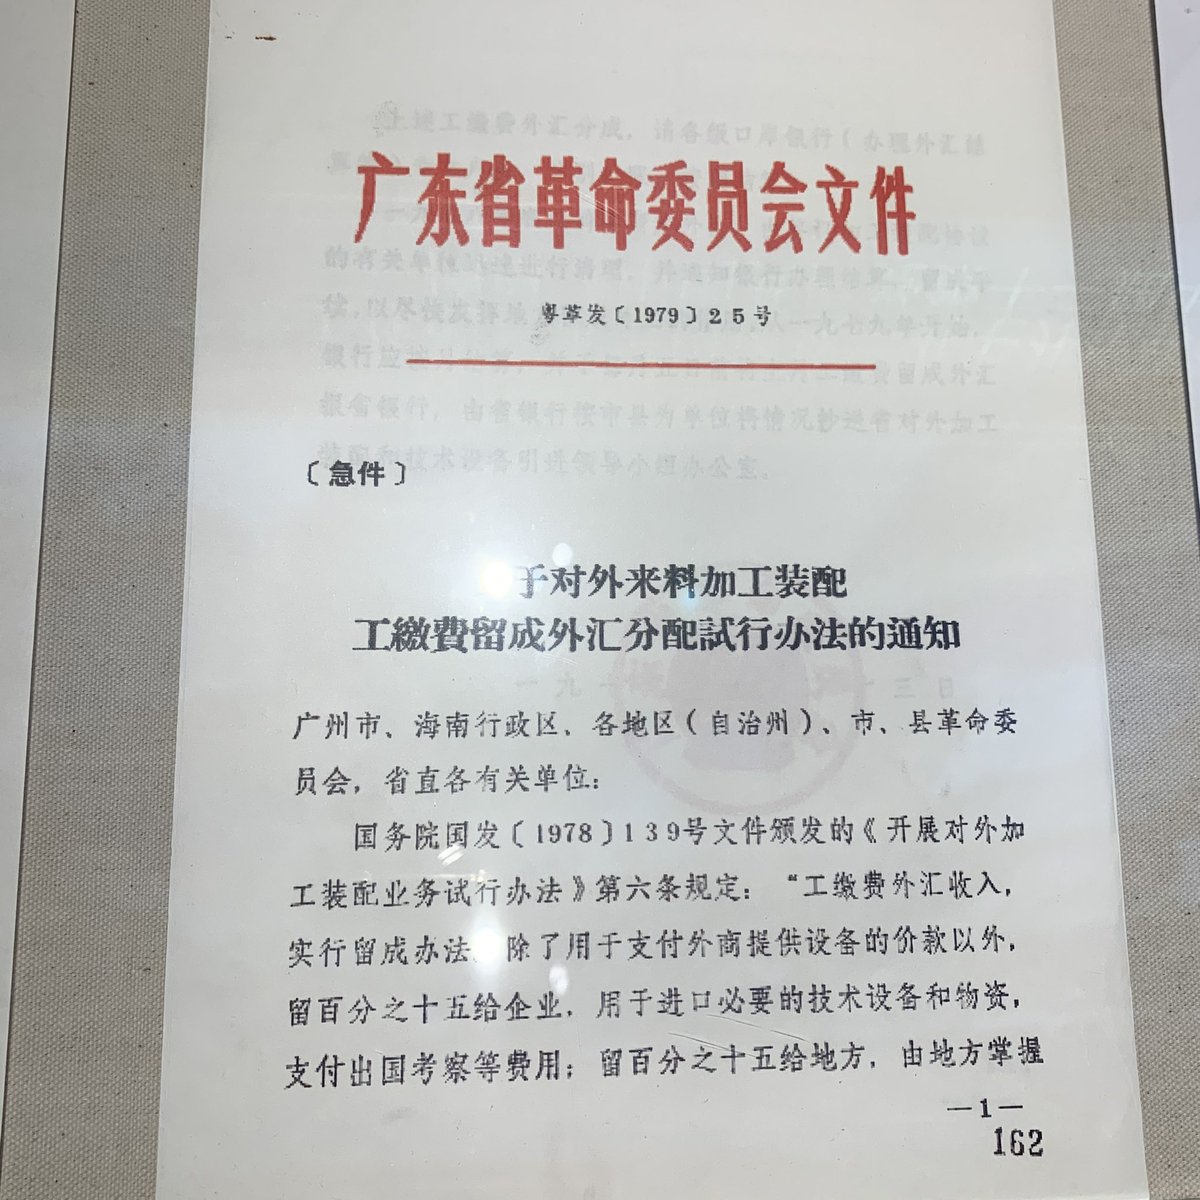 广东省革命委员会文件
粤革发〔1979〕25号
〔急件〕
于对外来料加工装配
工缴費留成外汇分配試行办法的通知
广州市、海南行政区、各地区(自治州)、市、县革命委
员会，省直各有关单位：
国务院国发〔1978〕139号文件颁发的《开展对外加
工装配业务试行办法》第六条规定：“工缴费外汇收入，
实行留成办法 除了用于支付外商提供设备的价款以外，
留百分之十五给企业，用于进口必要的技术设备和物资，
支付出国考察等费用；留百分之十五给地方，由地方掌握
—1—
162